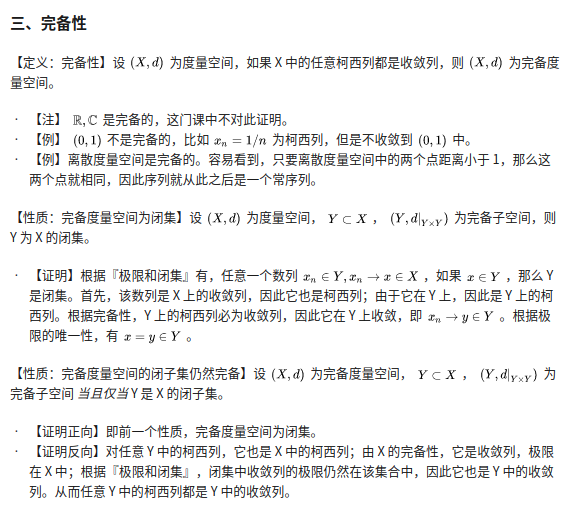 三、完备性
【定义：完备性】设 (X, d) 为度量空间，如果 X 中的任意柯西列都是收敛列，则 (X, d) 为完备度
量空间。
· 【注】 ℝ, ℂ 是完备的，这门课中不对此证明。
· 【例】 (0, 1) 不是完备的，比如 xₙ = 1/n 为柯西列，但是不收敛到 (0, 1) 中。
· 【例】离散度量空间是完备的。容易看到，只要离散度量空间中的两个点距离小于 1，那么这
两个点就相同，因此序列就从此之后是一个常序列。
【性质：完备度量空间为闭集】设 (X, d) 为度量空间， Y ⊂ X ， (Y, d|_{Y×Y}) 为完备子空间，则
Y 为 X 的闭集。
· 【证明】根据『极限和闭集』有，任意一个数列 xₙ ∈ Y, xₙ → x ∈ X ，如果 x ∈ Y ，那么 Y
是闭集。首先，该数列是 X 上的收敛列，因此它也是柯西列；由于它在 Y 上，因此是 Y 上的柯
西列。根据完备性，Y 上的柯西列必为收敛列，因此它在 Y 上收敛，即 xₙ → y ∈ Y 。根据极
限的唯一性，有 x = y ∈ Y 。
【性质：完备度量空间的闭子集仍然完备】设 (X, d) 为完备度量空间， Y ⊂ X ， (Y, d|_{Y×Y}) 为
完备子空间 当且仅当 Y 是 X 的闭子集。
· 【证明正向】即前一个性质，完备度量空间为闭集。
· 【证明反向】对任意 Y 中的柯西列，它也是 X 中的柯西列；由 X 的完备性，它是收敛列，极限
在 X 中；根据『极限和闭集』，闭集中收敛列的极限仍然在该集合中，因此它也是 Y 中的收敛
列。从而任意 Y 中的柯西列都是 Y 中的收敛列。